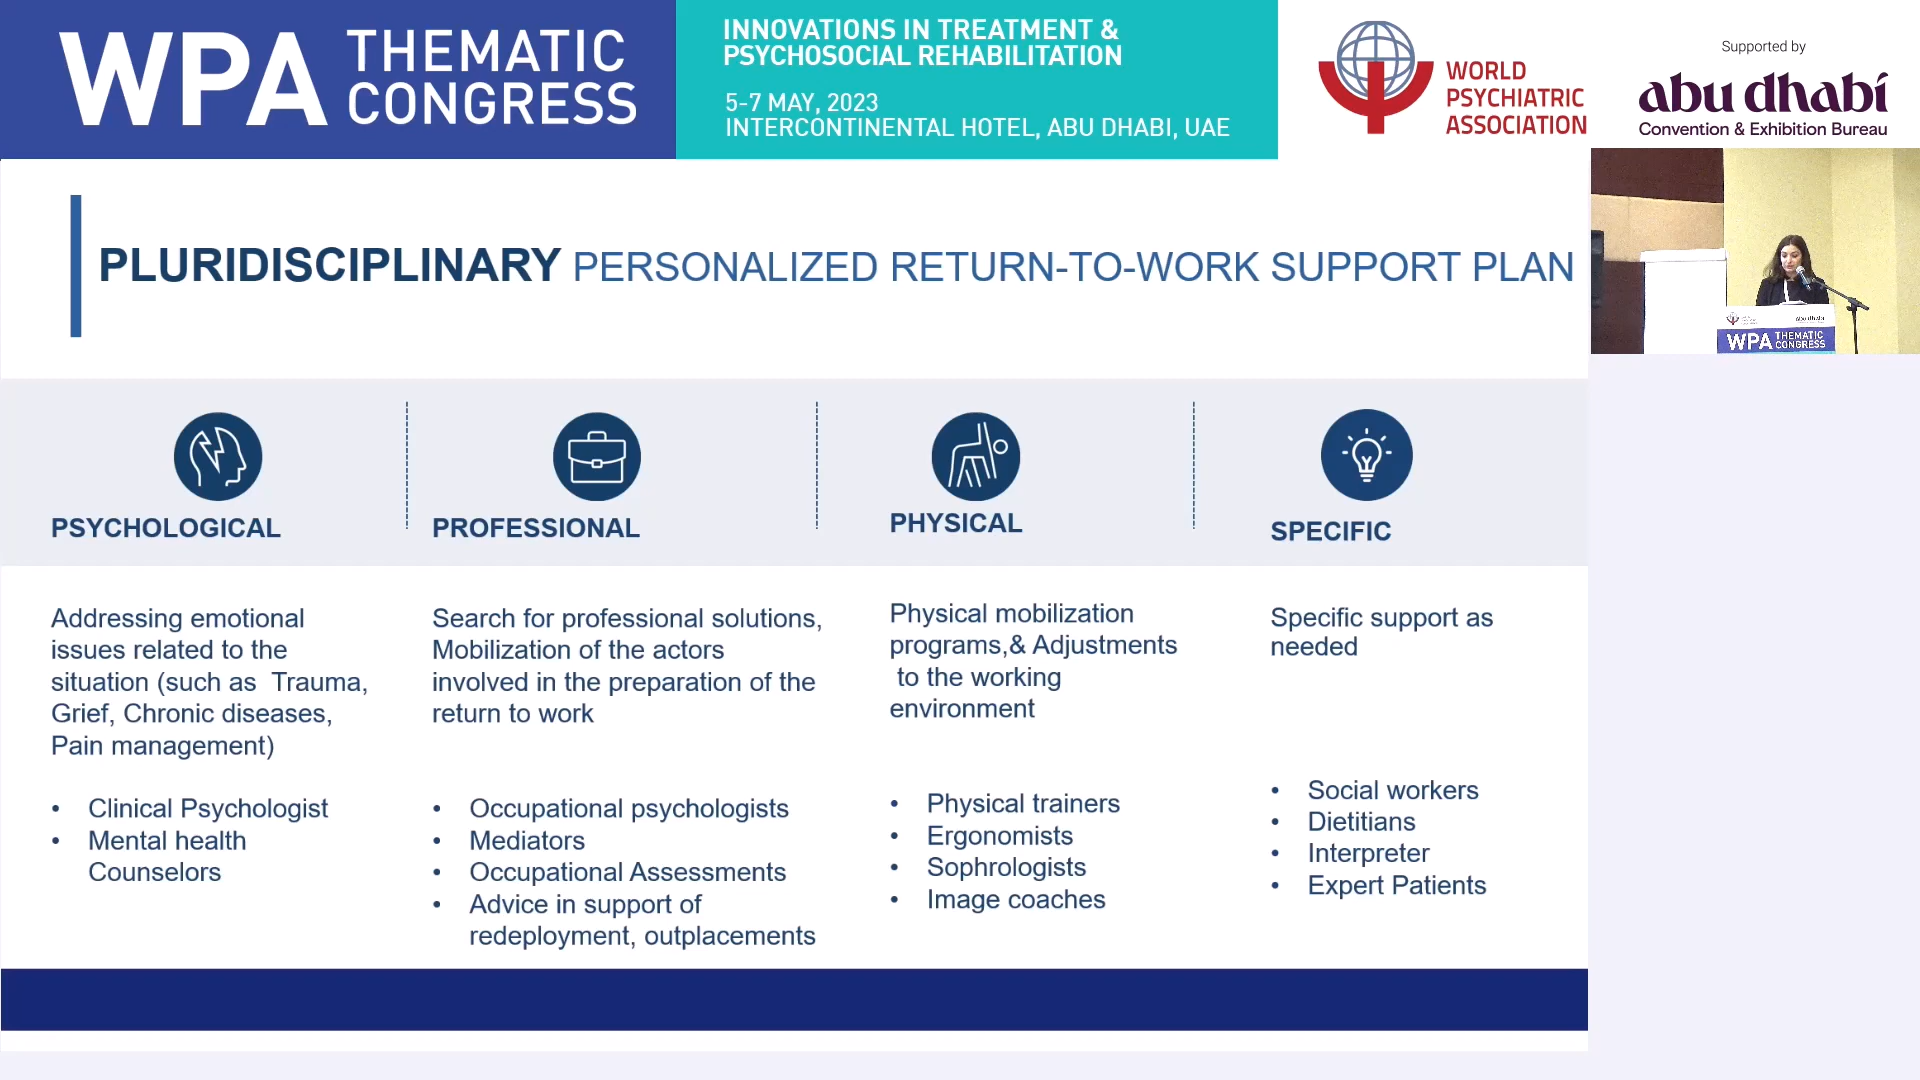 WPA THEMATIC
CONGRESS
INNOVATIONS IN TREATMENT &
PSYCHOSOCIAL REHABILITATION
5-7 MAY, 2023
INTERCONTINENTAL HOTEL, ABU DHABI, UAE
WORLD
PSYCHIATRIC
ASSOCIATION
Supported by
abu dhabi
Convention & Exhibition Bureau
PLURIDISCIPLINARY PERSONALIZED RETURN-TO-WORK SUPPORT PLAN
PSYCHOLOGICAL
Addressing emotional
issues related to the
situation (such as Trauma,
Grief, Chronic diseases,
Pain management)
• Clinical Psychologist
• Mental health
Counselors
PROFESSIONAL
Search for professional solutions,
Mobilization of the actors
involved in the preparation of the
return to work
• Occupational psychologists
• Mediators
• Occupational Assessments
• Advice in support of
redeployment, outplacements
PHYSICAL
Physical mobilization
programs,& Adjustments
to the working
environment
• Physical trainers
• Ergonomists
• Sophrologists
• Image coaches
SPECIFIC
Specific support as
needed
• Social workers
• Dietitians
• Interpreter
• Expert Patients
abu dhabi
WPA THEMATIC
CONGRESS